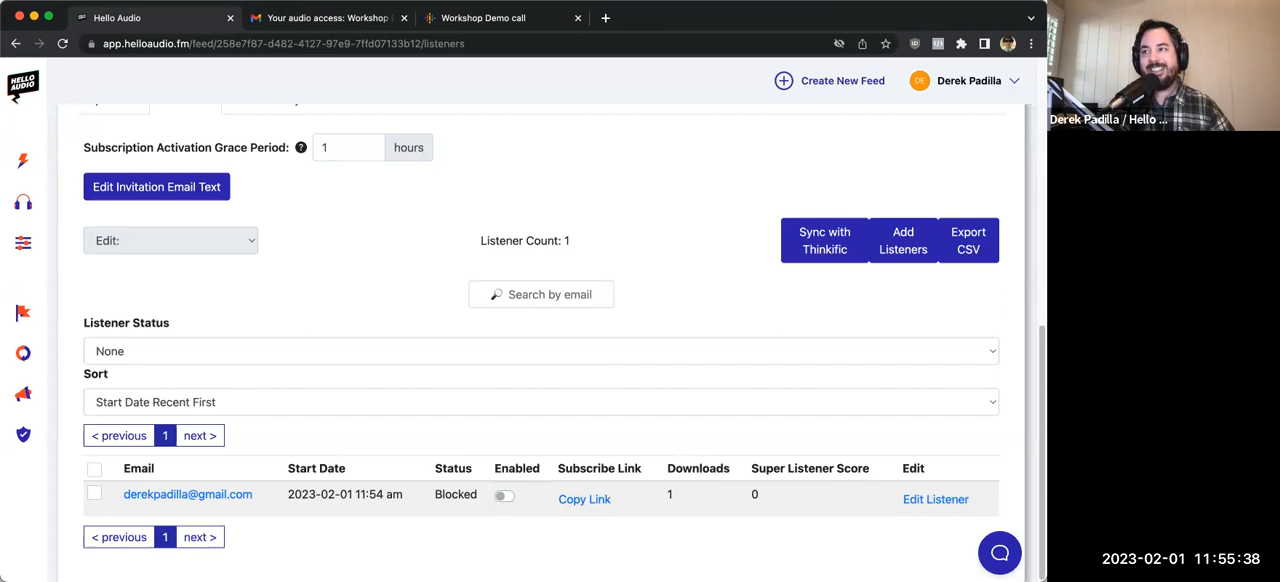 Hello Audio
Your audio access: Workshop
Workshop Demo call
app.helloaudio.fm/feed/258e7f87-d482-4127-97e9-7ffd07133b12/listeners
HELLO
AUDIO
Create New Feed
DE
Derek Padilla
Derek Padilla / Hello ...
Subscription Activation Grace Period: ?
1
hours
Edit Invitation Email Text
Edit:
Listener Count: 1
Sync with
Thinkific
Add
Listeners
Export
CSV
Search by email
Listener Status
None
Sort
Start Date Recent First
< previous 1 next >
Email Start Date Status Enabled Subscribe Link Downloads Super Listener Score Edit
derekpadilla@gmail.com 2023-02-01 11:54 am Blocked Copy Link 1 0 Edit Listener
< previous 1 next >
2023-02-01 11:55:38